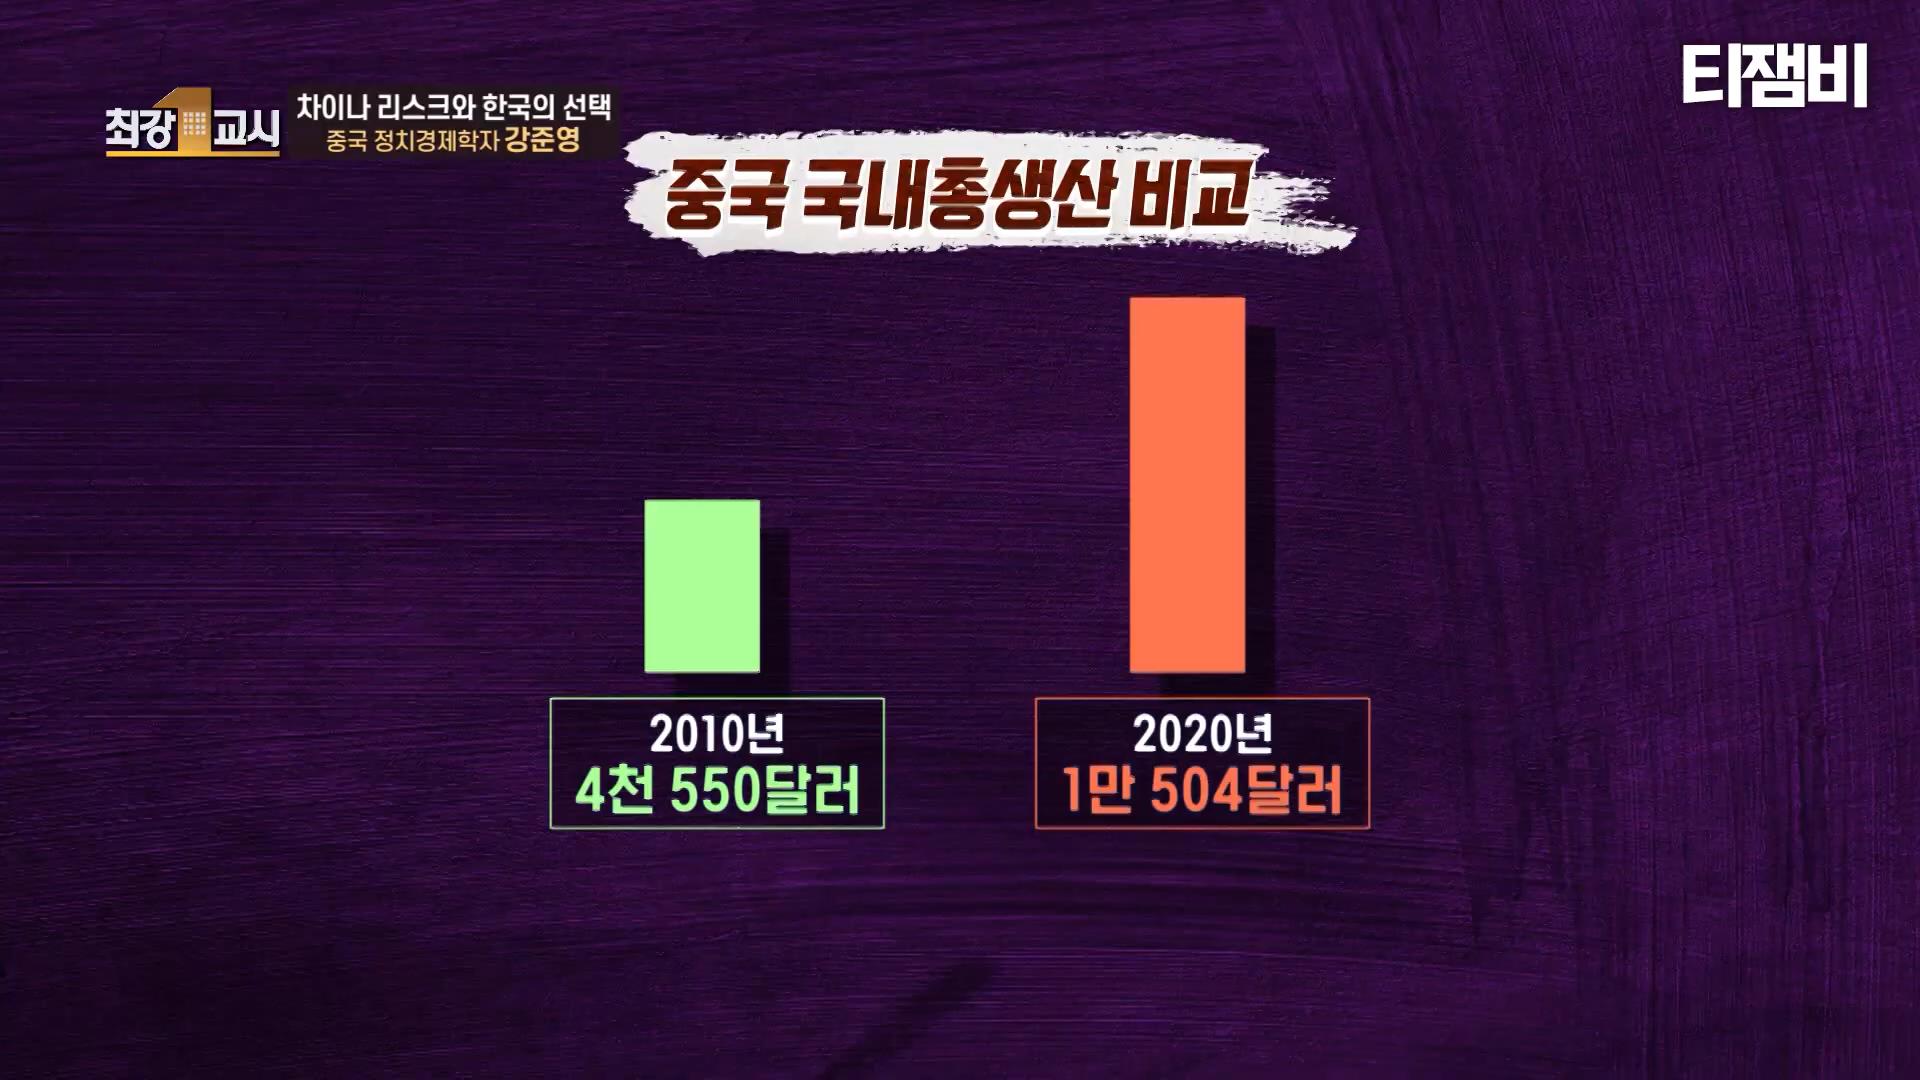 티잼비
최강1교시
차이나 리스크와 한국의 선택
중국 정치경제학자 강준영
중국 국내총생산 비교
2010년
4천 550달러
2020년
1만 504달러